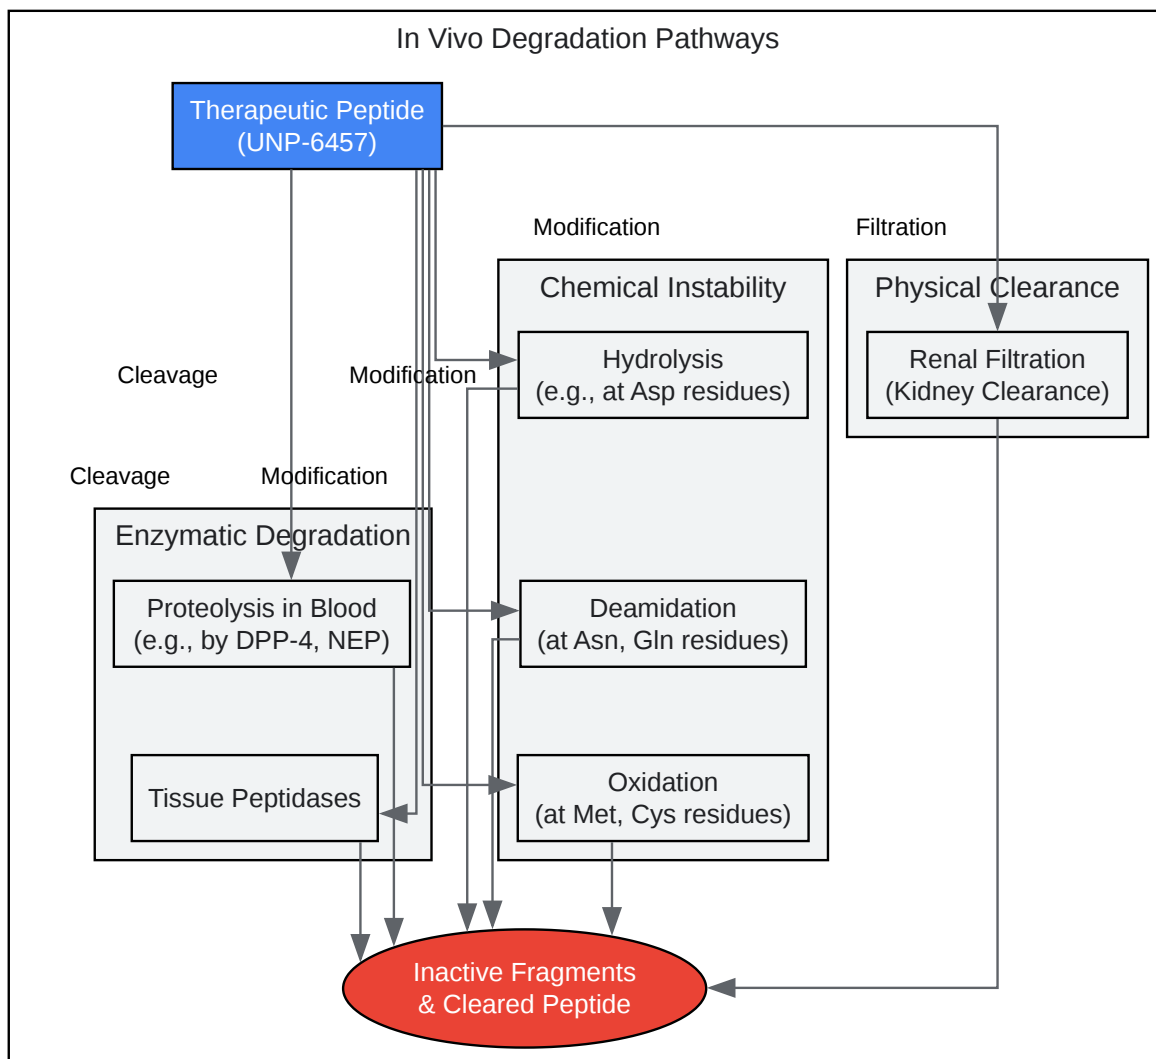 In Vivo Degradation Pathways
Therapeutic Peptide
(UNP-6457)
Modification
Filtration
Chemical Instability
Physical Clearance
Hydrolysis
(e.g., at Asp residues)
Renal Filtration
(Kidney Clearance)
Cleavage
Modification
Cleavage
Modification
Enzymatic Degradation
Proteolysis in Blood
(e.g., by DPP-4, NEP)
Deamidation
(at Asn, Gln residues)
Tissue Peptidases
Oxidation
(at Met, Cys residues)
Inactive Fragments
& Cleared Peptide